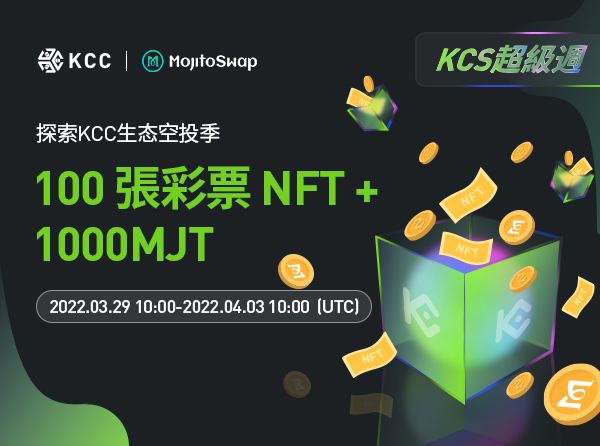 KCC
MojitoSwap
KCS超級週
探索KCC生态空投季
100 張彩票 NFT +
1000MJT
2022.03.29 10:00-2022.04.03 10:00 (UTC)
NFT
NFT
NFT
NFT